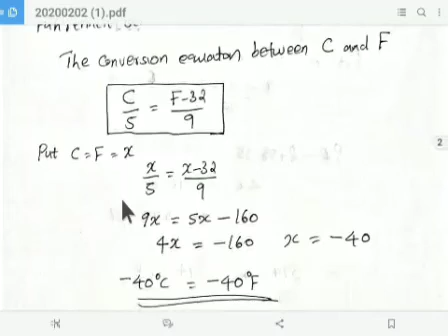 20200202 (1).pdf
The conversion equation between C and F
C/5 = F-32/9
Put C=F=x
x/5 = x-32/9
9x = 5x-160
4x = -160 x = -40
-40°C = -40°F
2